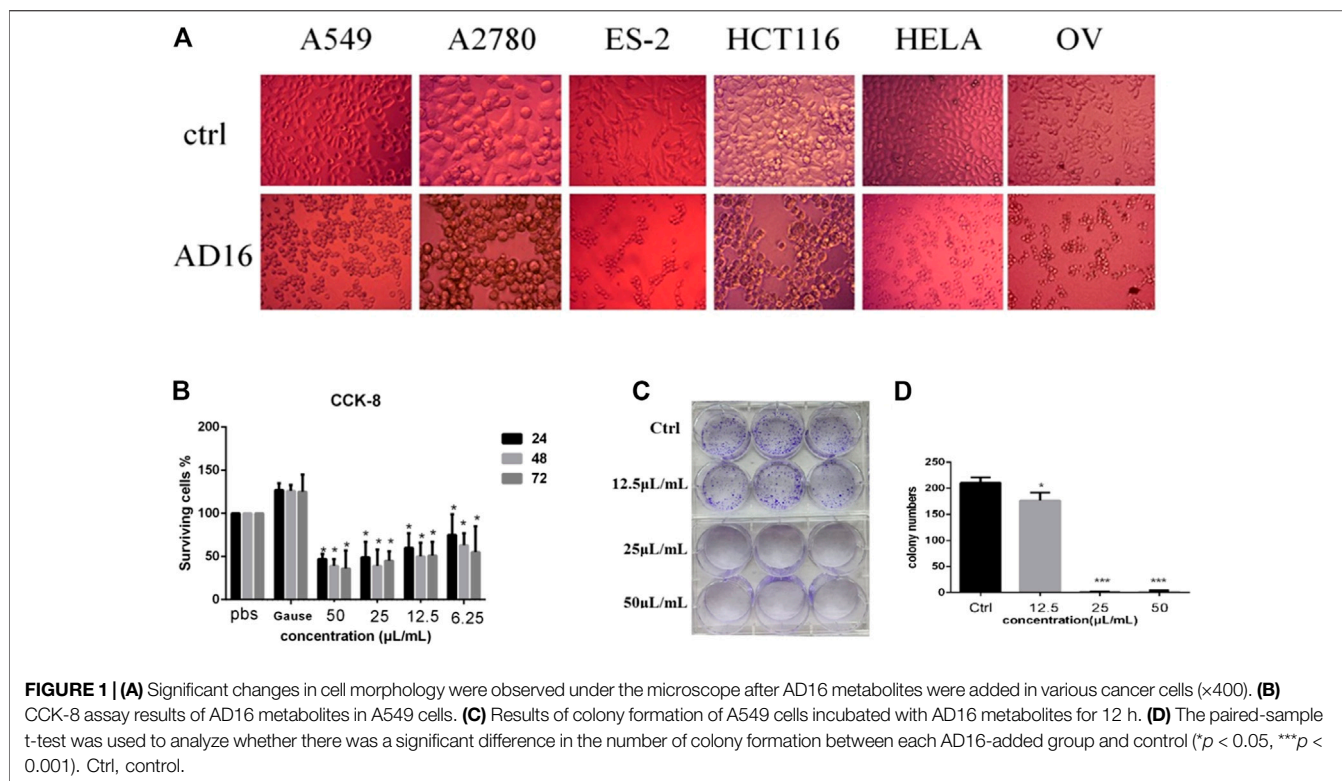 A
A549 A2780 ES-2 HCT116 HELA OV
ctrl
AD16
B
CCK-8
Surviving cells %
200
150
100
50
0
* * * * * * * * * * * *
pbs Gause 50 25 12.5 6.25
concentration (µL/mL)
24
48
72
C
Ctrl
12.5µL/mL
25µL/mL
50µL/mL
D
colony numbers
250
200
150
100
50
0
*
***
***
Ctrl 12.5 25 50
concentration(µL/mL)
FIGURE 1 | (A) Significant changes in cell morphology were observed under the microscope after AD16 metabolites were added in various cancer cells (×400). (B)
CCK-8 assay results of AD16 metabolites in A549 cells. (C) Results of colony formation of A549 cells incubated with AD16 metabolites for 12 h. (D) The paired-sample
t-test was used to analyze whether there was a significant difference in the number of colony formation between each AD16-added group and control (*p < 0.05, ***p <
0.001). Ctrl, control.